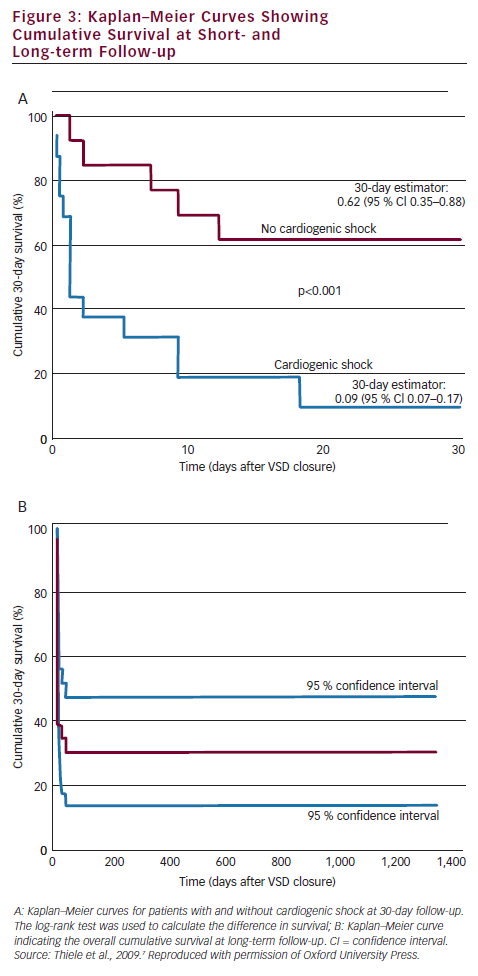 Figure 3: Kaplan–Meier Curves Showing
Cumulative Survival at Short- and
Long-term Follow-up
A
100
80
60
40
20
0
Cumulative 30-day survival (%)
30-day estimator:
0.62 (95 % CI 0.35–0.88)
No cardiogenic shock
p<0.001
Cardiogenic shock
30-day estimator:
0.09 (95 % CI 0.07–0.17)
0 10 20 30
Time (days after VSD closure)
B
100
80
60
40
20
0
Cumulative 30-day survival (%)
95 % confidence interval
95 % confidence interval
0 200 400 600 800 1,000 1,200 1,400
Time (days after VSD closure)
A: Kaplan–Meier curves for patients with and without cardiogenic shock at 30-day follow-up.
The log-rank test was used to calculate the difference in survival; B: Kaplan–Meier curve
indicating the overall cumulative survival at long-term follow-up. CI = confidence interval.
Source: Thiele et al., 2009.⁷ Reproduced with permission of Oxford University Press.